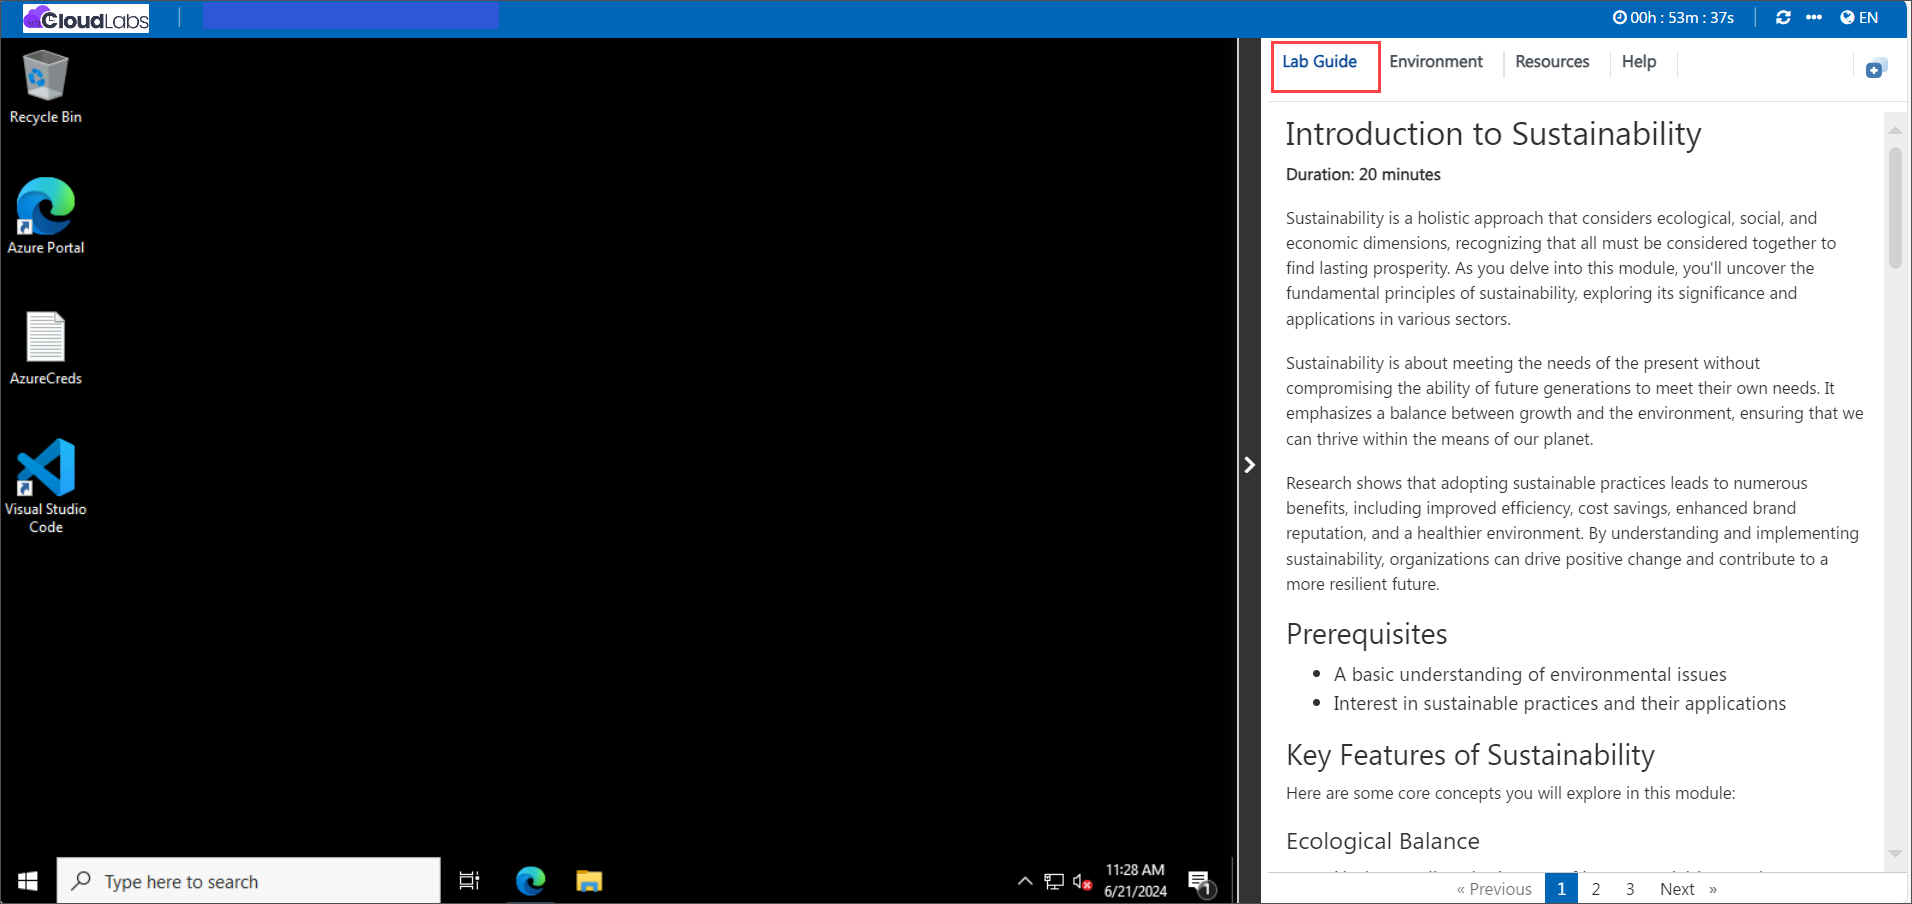 CloudLabs
00h : 53m : 37s
EN
Recycle Bin
Azure Portal
AzureCreds
Visual Studio
Code
Lab Guide
Environment
Resources
Help
Introduction to Sustainability
Duration: 20 minutes
Sustainability is a holistic approach that considers ecological, social, and
economic dimensions, recognizing that all must be considered together to
find lasting prosperity. As you delve into this module, you'll uncover the
fundamental principles of sustainability, exploring its significance and
applications in various sectors.
Sustainability is about meeting the needs of the present without
compromising the ability of future generations to meet their own needs. It
emphasizes a balance between growth and the environment, ensuring that we
can thrive within the means of our planet.
Research shows that adopting sustainable practices leads to numerous
benefits, including improved efficiency, cost savings, enhanced brand
reputation, and a healthier environment. By understanding and implementing
sustainability, organizations can drive positive change and contribute to a
more resilient future.
Prerequisites
• A basic understanding of environmental issues
• Interest in sustainable practices and their applications
Key Features of Sustainability
Here are some core concepts you will explore in this module:
Ecological Balance
« Previous 1 2 3 Next »
Type here to search
11:28 AM
6/21/2024
1